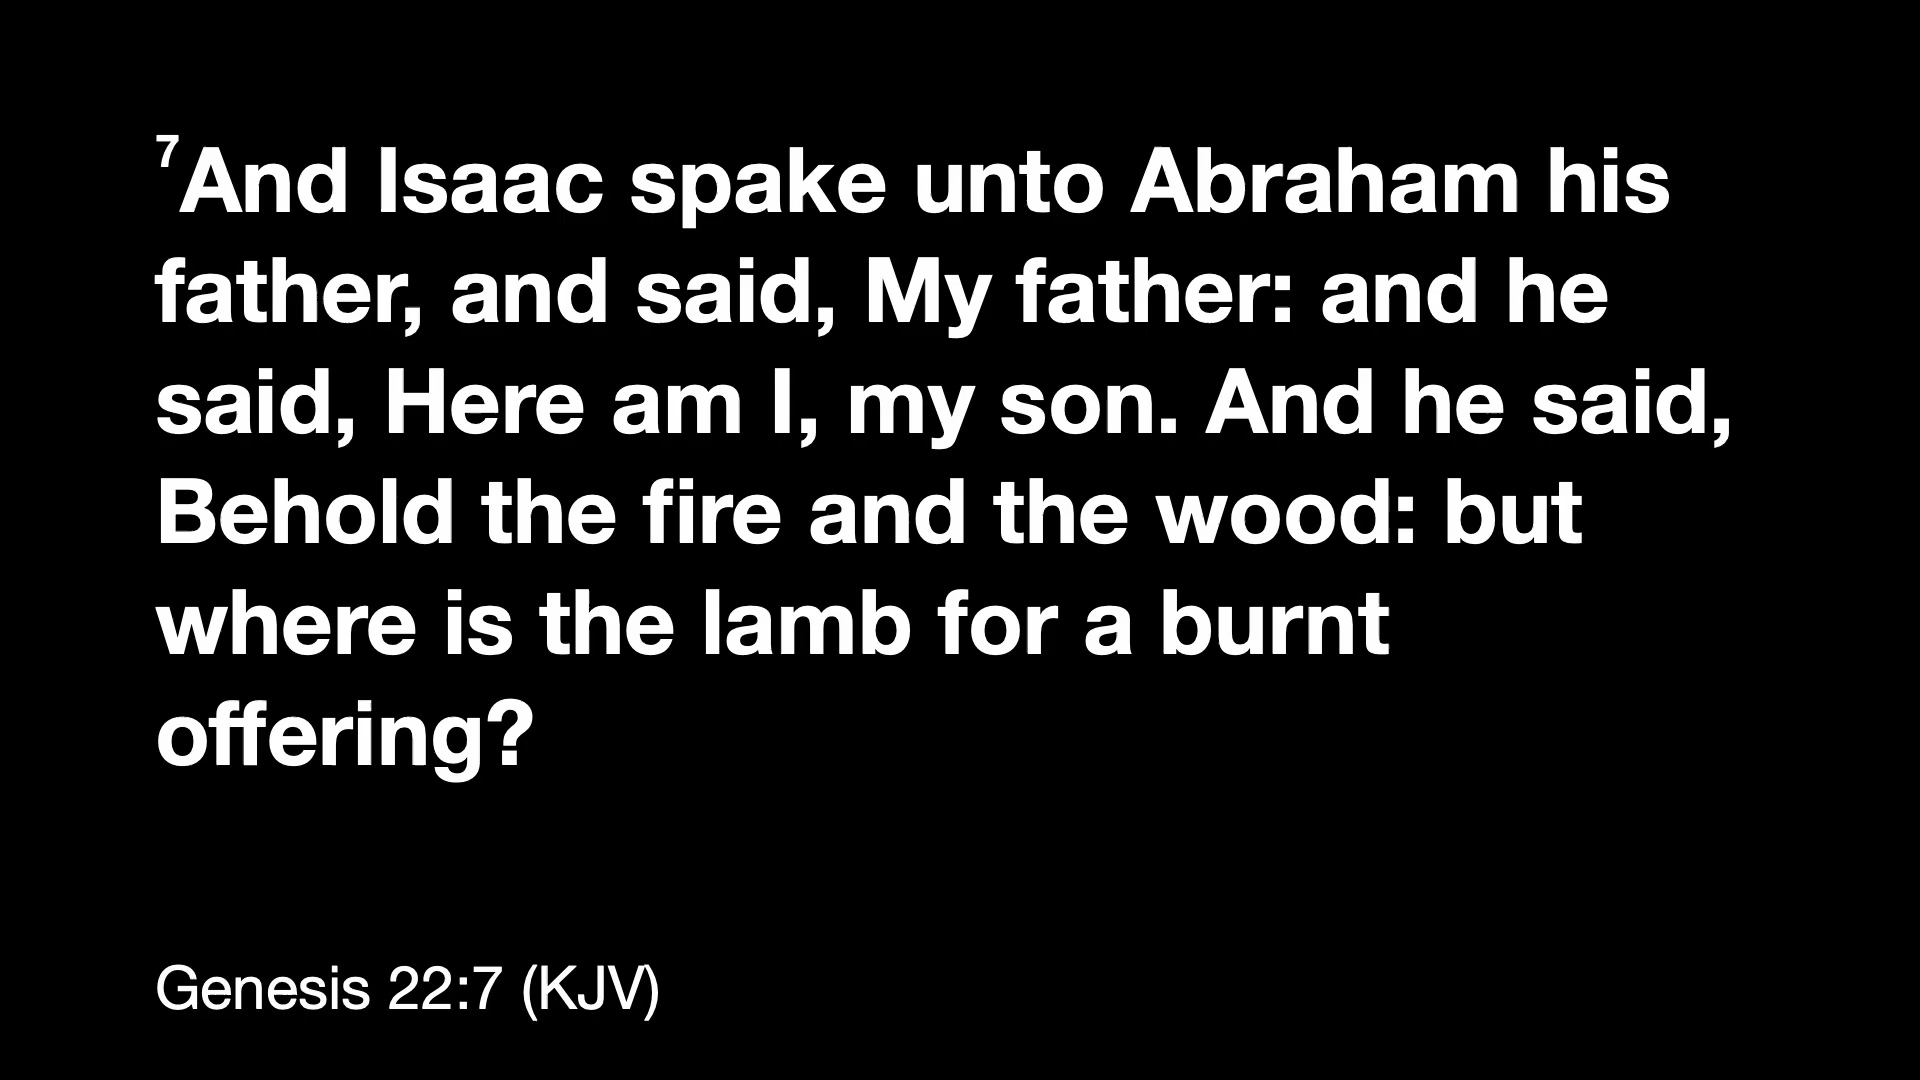 7And Isaac spake unto Abraham his
father, and said, My father: and he
said, Here am I, my son. And he said,
Behold the fire and the wood: but
where is the lamb for a burnt
offering?
Genesis 22:7 (KJV)